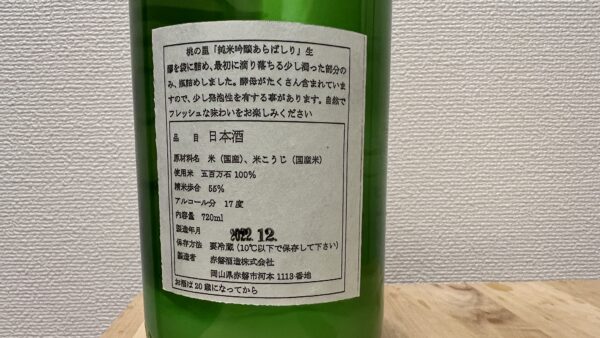 桃の里「純米吟醸あらばしり」生
醪を袋に詰め、最初に滴り落ちる少し濁った部分の
み、瓶詰めしました。酵母がたくさん含まれていま
すので、少し発泡性を有する事があります。自然で
フレッシュな味わいをお楽しみください
品 目 日本酒
原材料名 米（国産）、米こうじ（国産米）
使用米 五百万石100%
精米歩合 55%
アルコール分 17度
内容量 720ml
製造年月 2022.12.
保存方法 要冷蔵（10℃以下で保存して下さい）
製造者 赤磐酒造株式会社
岡山県赤磐市河本1113番地
お酒は20歳になってから